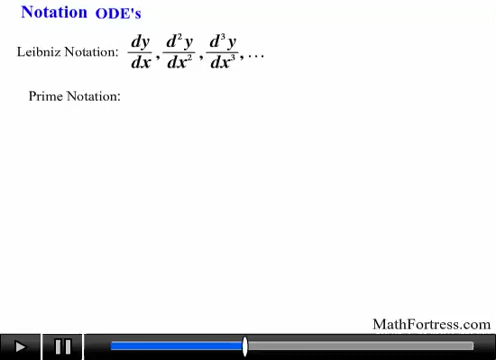 Notation ODE's
Leibniz Notation: dy/dx, d²y/dx², d³y/dx³, ...
Prime Notation:
MathFortress.com